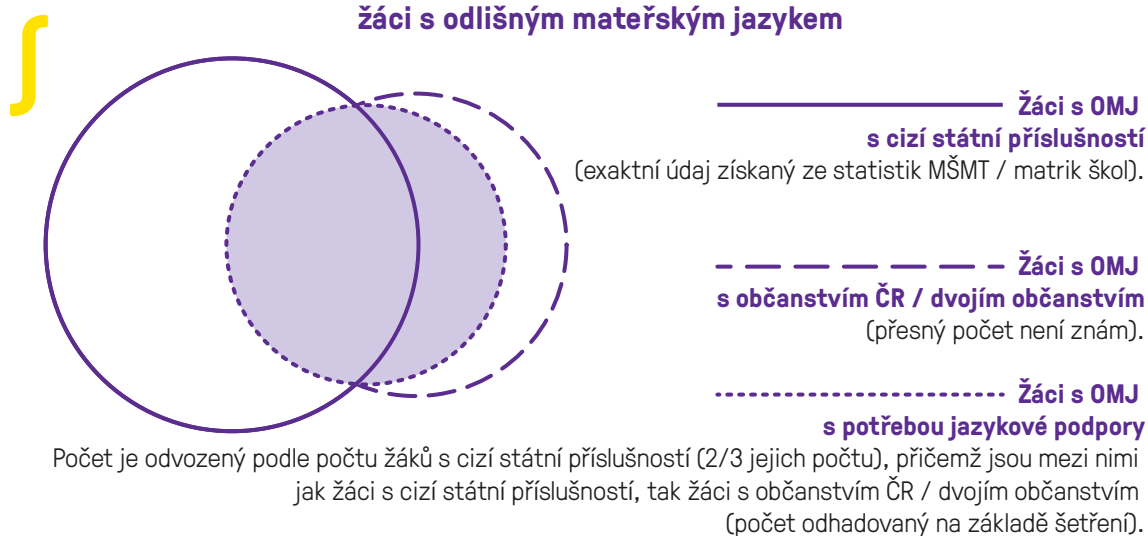 žáci s odlišným mateřským jazykem
Žáci s OMJ
s cizí státní příslušností
(exaktní údaj získaný ze statistik MŠMT / matrik škol).
Žáci s OMJ
s občanstvím ČR / dvojím občanstvím
(přesný počet není znám).
Žáci s OMJ
s potřebou jazykové podpory
Počet je odvozený podle počtu žáků s cizí státní příslušností (2/3 jejich počtu), přičemž jsou mezi nimi
jak žáci s cizí státní příslušností, tak žáci s občanstvím ČR / dvojím občanstvím
(počet odhadovaný na základě šetření).